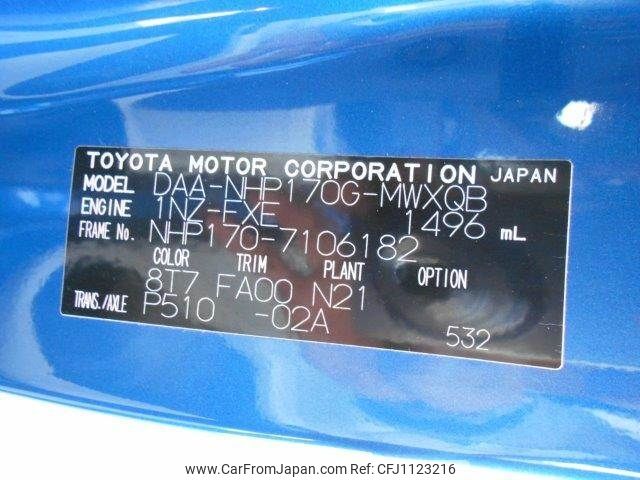 TOYOTA MOTOR CORPORATION JAPAN
MODEL DAA-NHP170G-MWXQB
ENGINE 1NZ-FXE 1496 mL
FRAME No. NHP170-7106182
COLOR TRIM PLANT OPTION
8T7 FA00 N21
TRANS./AXLE P510 -02A
532
www.CarFromJapan.com CFJ1123216